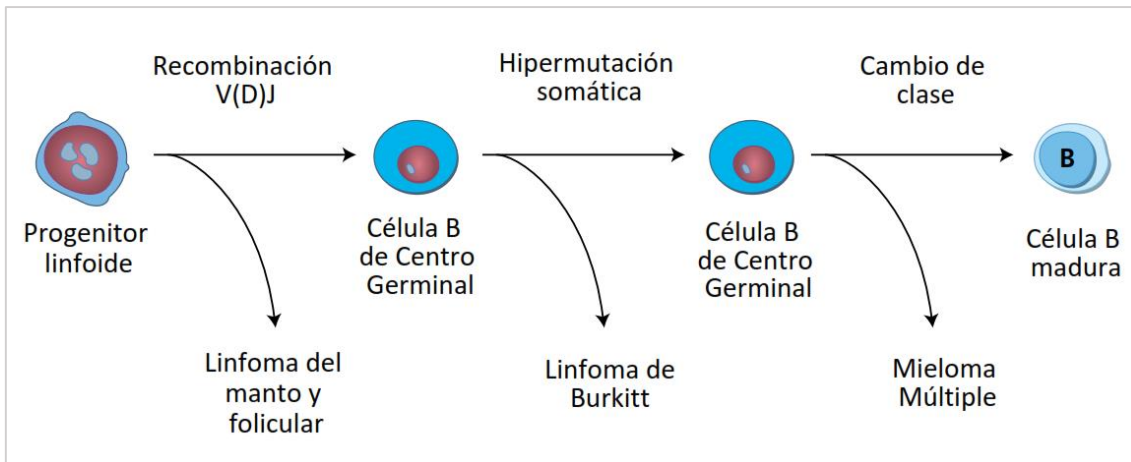 Recombinación
V(D)J
Hipermutación
somática
Cambio de
clase
B
Progenitor
linfoide
Célula B
de Centro
Germinal
Célula B
de Centro
Germinal
Célula B
madura
Linfoma del
manto y
folicular
Linfoma de
Burkitt
Mieloma
Múltiple